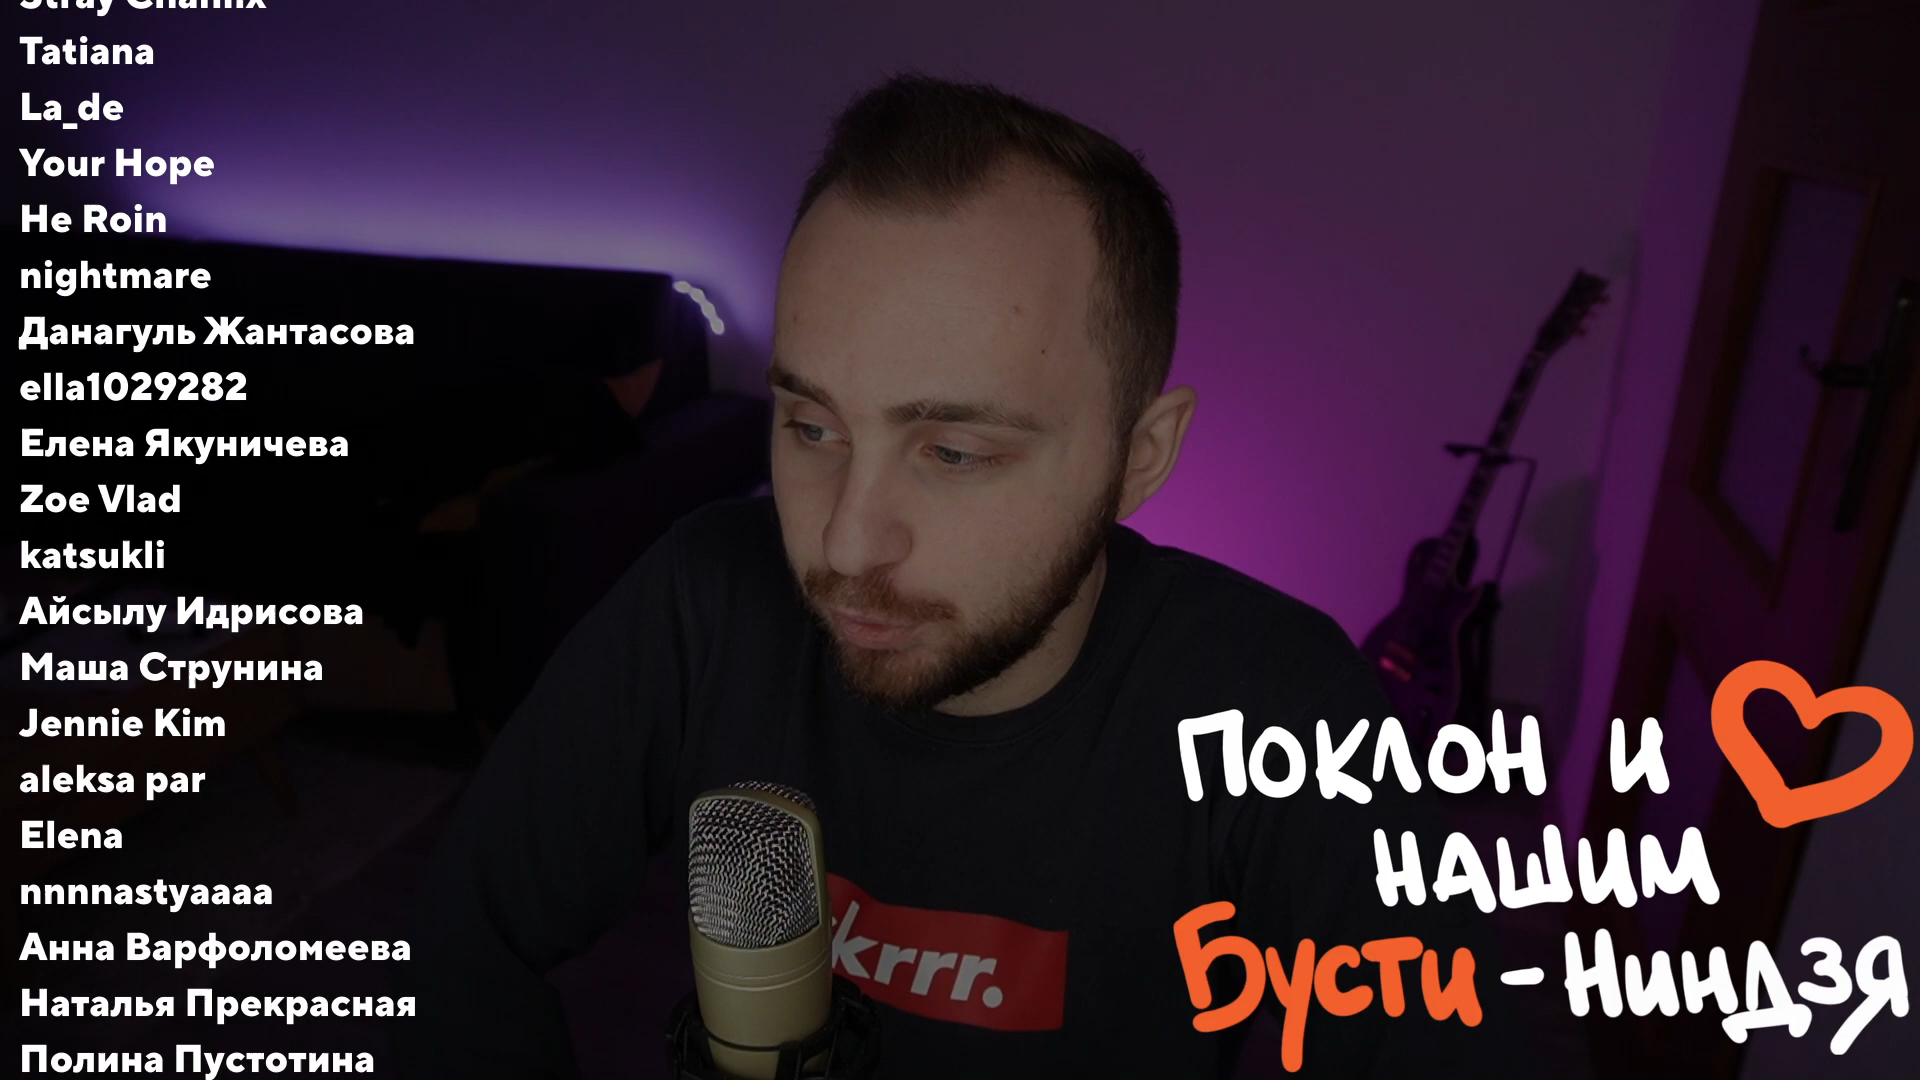 Tatiana
La_de
Your Hope
He Roin
nightmare
Данагуль Жантасова
ella1029282
Елена Якуничева
Zoe Vlad
katsukli
Айсылу Идрисова
Маша Струнина
Jennie Kim
aleksa par
Elena
nnnnastyaaaa
Анна Варфоломеева
Наталья Прекрасная
Полина Пустотина
Поклон и
нашим
Бусти - Ниндзя
krrr.